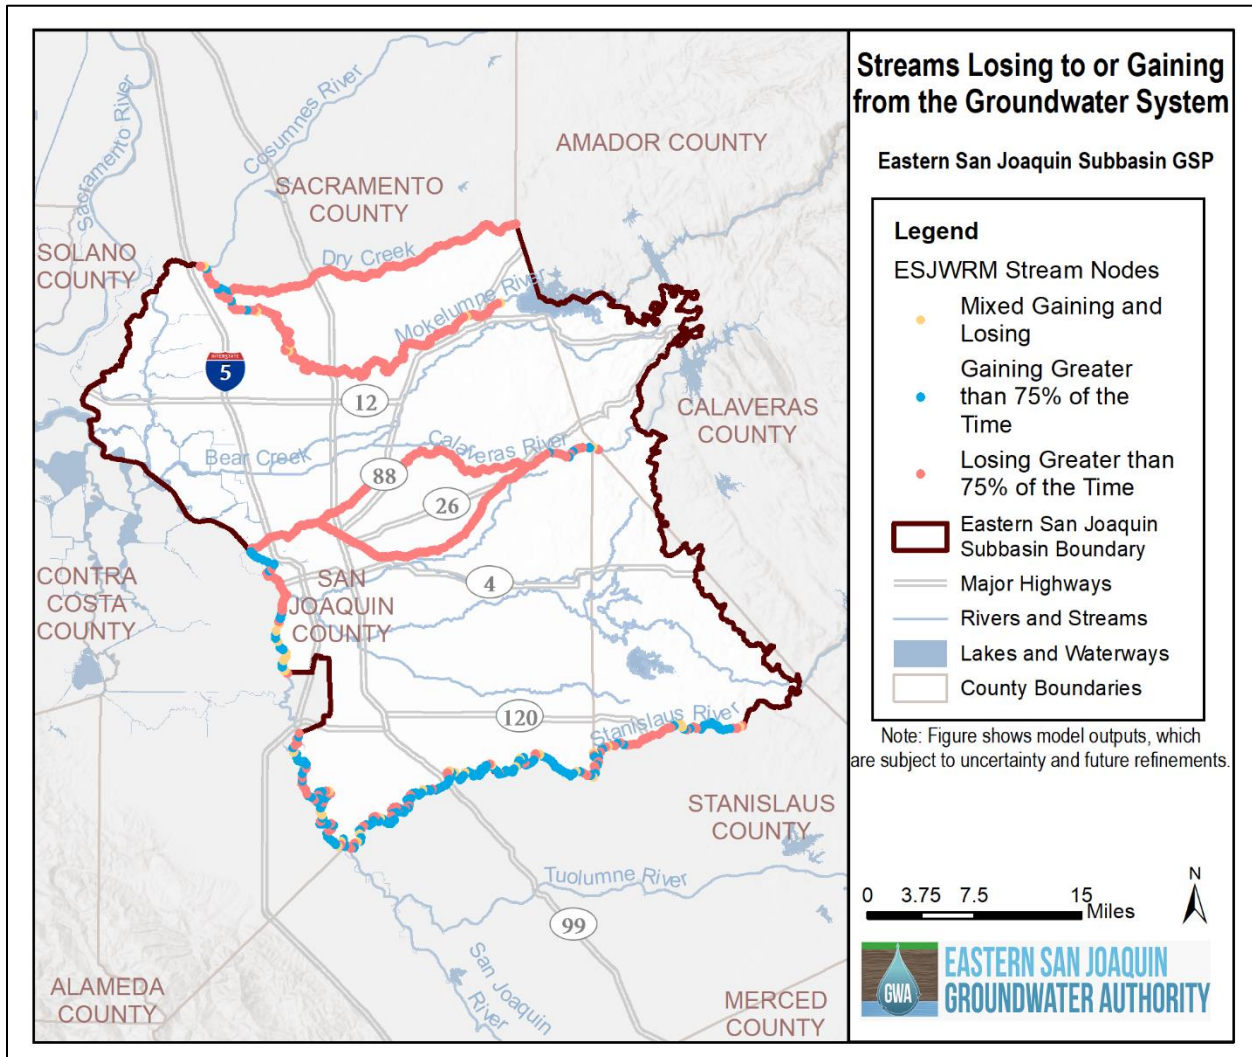 Streams Losing to or Gaining
from the Groundwater System
Eastern San Joaquin Subbasin GSP
Legend
ESJWRM Stream Nodes
Mixed Gaining and
Losing
Gaining Greater
than 75% of the
Time
Losing Greater than
75% of the Time
Eastern San Joaquin
Subbasin Boundary
Major Highways
Rivers and Streams
Lakes and Waterways
County Boundaries
Note: Figure shows model outputs, which
are subject to uncertainty and future refinements.
0 3.75 7.5 15
Miles
N
GWA
EASTERN SAN JOAQUIN
GROUNDWATER AUTHORITY
Sacramento River
Cosumnes River
AMADOR COUNTY
SACRAMENTO
COUNTY
SOLANO
COUNTY
Dry Creek
Mokelumne River
INTERSTATE
5
12
CALAVERAS
COUNTY
Calaveras River
Bear Creek
88
26
CONTRA
COSTA
COUNTY
SAN
JOAQUIN
COUNTY
4
120
Stanislaus River
STANISLAUS
COUNTY
Tuolumne River
99
San Joaquin
River
ALAMEDA
COUNTY
MERCED
COUNTY